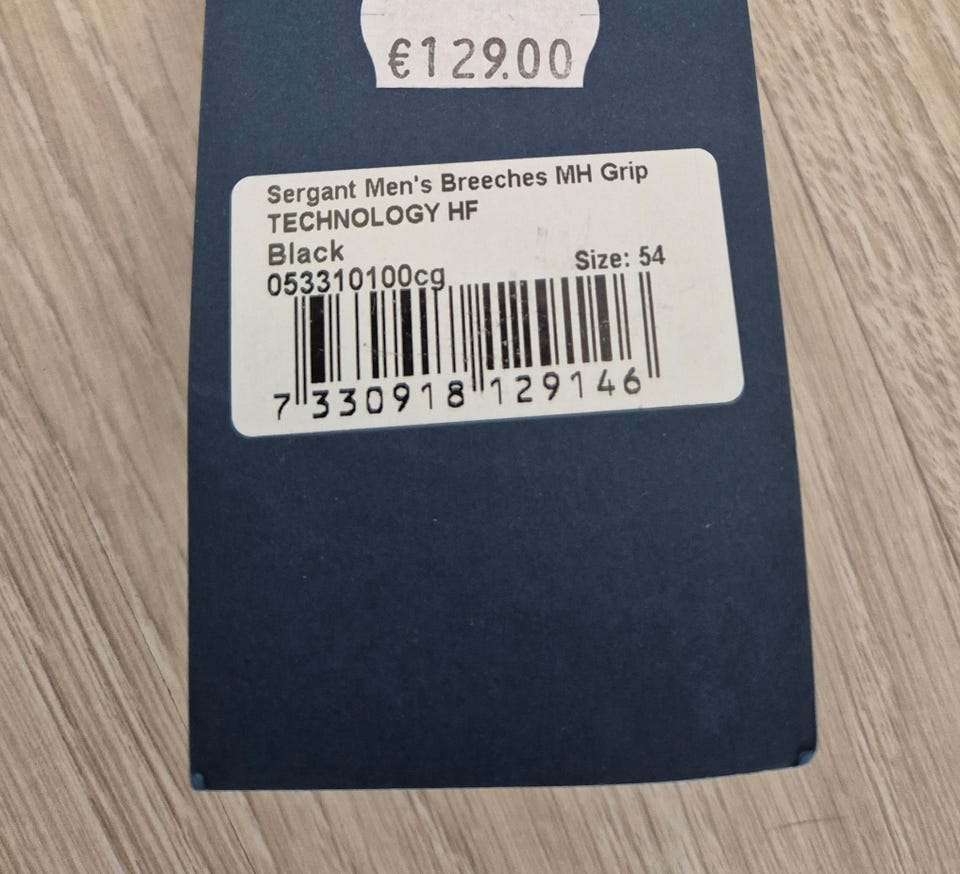 €129.00
Sergant Men's Breeches MH Grip
TECHNOLOGY HF
Black
053310100cg
Size: 54
7 330918 129146